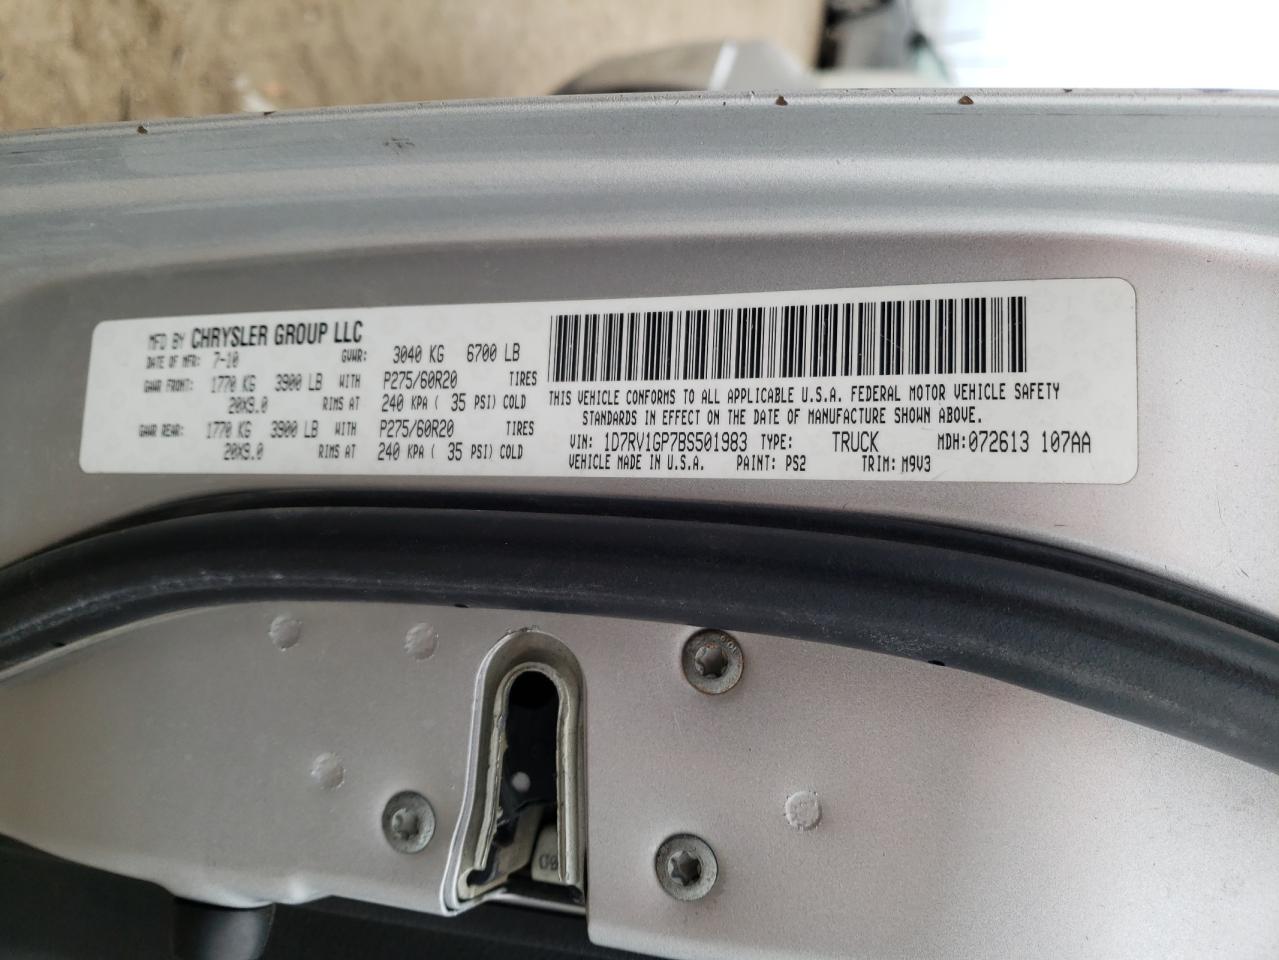 MFD BY CHRYSLER GROUP LLC
DATE OF MFR: 7-10 GVWR: 3040 KG 6700 LB
GAWR FRONT: 1770 KG 3900 LB WITH P275/60R20 TIRES
20X9.0 RIMS AT 240 KPA ( 35 PSI) COLD
GAWR REAR: 1770 KG 3900 LB WITH P275/60R20 TIRES
20X9.0 RIMS AT 240 KPA ( 35 PSI) COLD
THIS VEHICLE CONFORMS TO ALL APPLICABLE U.S.A. FEDERAL MOTOR VEHICLE SAFETY
STANDARDS IN EFFECT ON THE DATE OF MANUFACTURE SHOWN ABOVE.
VIN: 1D7RV1GP7BS501983 TYPE: TRUCK MDH: 072613 107AA
VEHICLE MADE IN U.S.A. PAINT: PS2 TRIM: M9V3